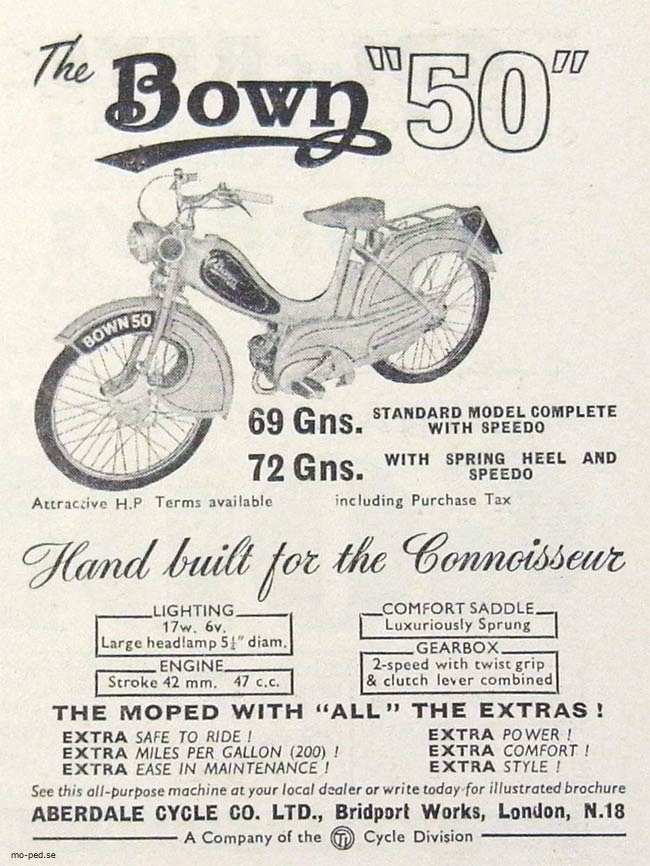 The Bown "50"
BOWN 50
69 Gns. STANDARD MODEL COMPLETE
WITH SPEEDO
72 Gns. WITH SPRING HEEL AND
SPEEDO
Attractive H.P Terms available including Purchase Tax
Hand built for the Connoisseur
LIGHTING
17w. 6v.
Large headlamp 5½" diam.
ENGINE
Stroke 42 mm. 47 c.c.
COMFORT SADDLE
Luxuriously Sprung
GEARBOX
2-speed with twist grip
& clutch lever combined
THE MOPED WITH “ALL” THE EXTRAS !
EXTRA SAFE TO RIDE !
EXTRA MILES PER GALLON (200) !
EXTRA EASE IN MAINTENANCE !
EXTRA POWER !
EXTRA COMFORT !
EXTRA STYLE !
See this all-purpose machine at your local dealer or write today for illustrated brochure
ABERDALE CYCLE CO. LTD., Bridport Works, London, N.18
A Company of the TI Cycle Division
mo-ped.se